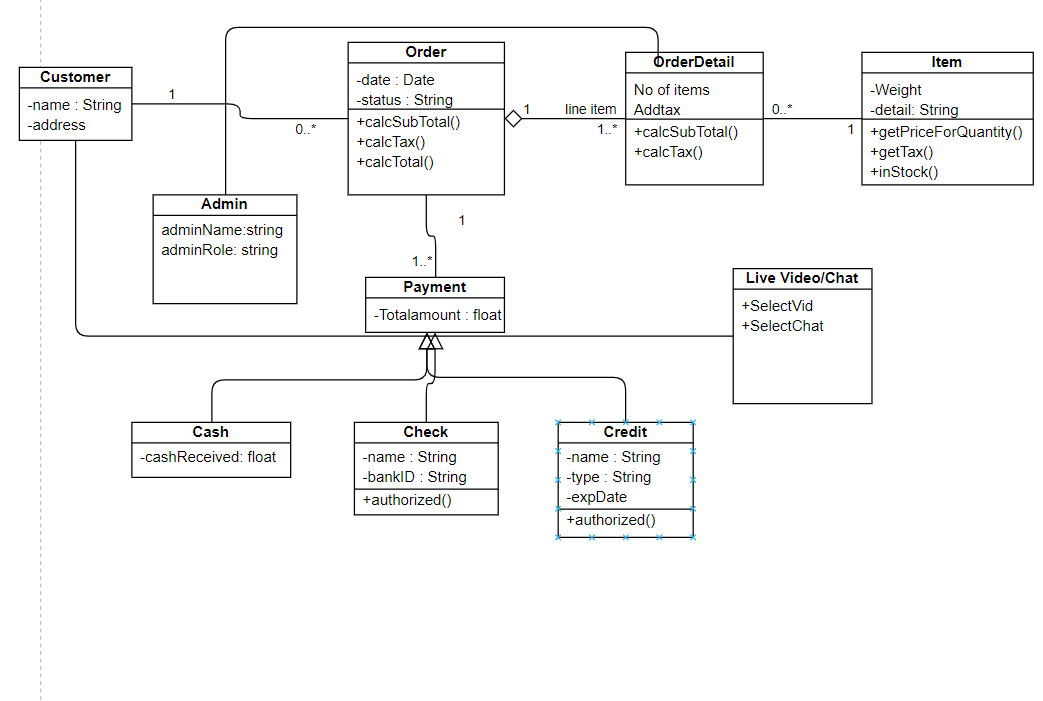 Customer
-name : String
-address
1
0..*
Order
-date : Date
-status : String
+calcSubTotal()
+calcTax()
+calcTotal()
1
line item
1..*
OrderDetail
No of items
Addtax
+calcSubTotal()
+calcTax()
0..*
1
Item
-Weight
-detail: String
+getPriceForQuantity()
+getTax()
+inStock()
Admin
adminName:string
adminRole: string
1
1..*
Payment
-Totalamount : float
Live Video/Chat
+SelectVid
+SelectChat
Cash
-cashReceived: float
Check
-name : String
-bankID : String
+authorized()
Credit
-name : String
-type : String
-expDate
+authorized()